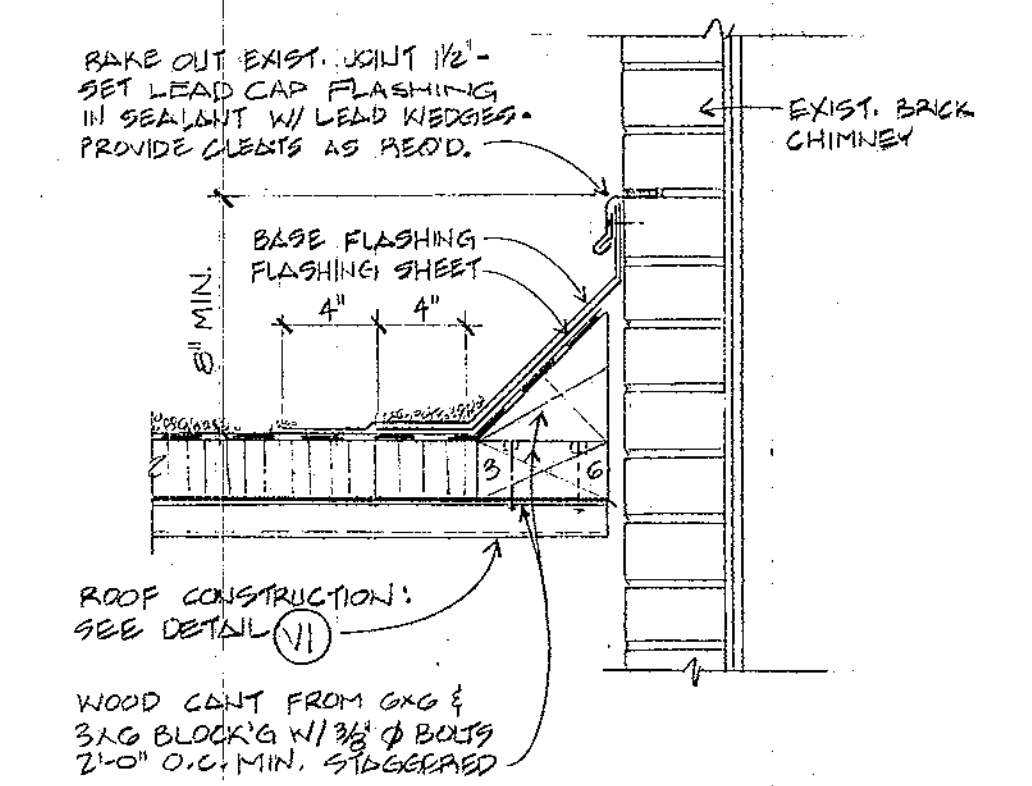 RAKE OUT EXIST. JOINT 1½"-
SET LEAD CAP FLASHING
IN SEALANT W/ LEAD WEDGES.
PROVIDE CLEATS AS REQ'D.
EXIST. BRICK
CHIMNEY
BASE FLASHING
FLASHING SHEET
4" 4"
8" MIN.
2 3 6
ROOF CONSTRUCTION:
SEE DETAIL V1
WOOD CANT FROM 6x6 &
3x6 BLOCK'G W/ 3/8" Ø BOLTS
2'-0" O.C. MIN. STAGGERED